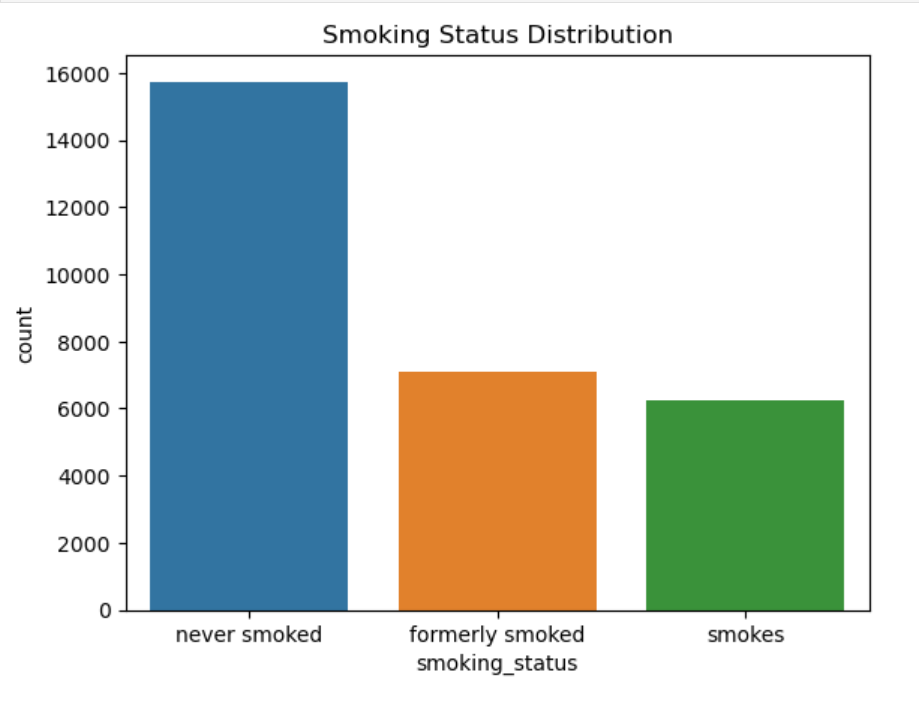 Smoking Status Distribution
16000
14000
12000
10000
8000
6000
4000
2000
0
count
never smoked formerly smoked smokes
smoking_status